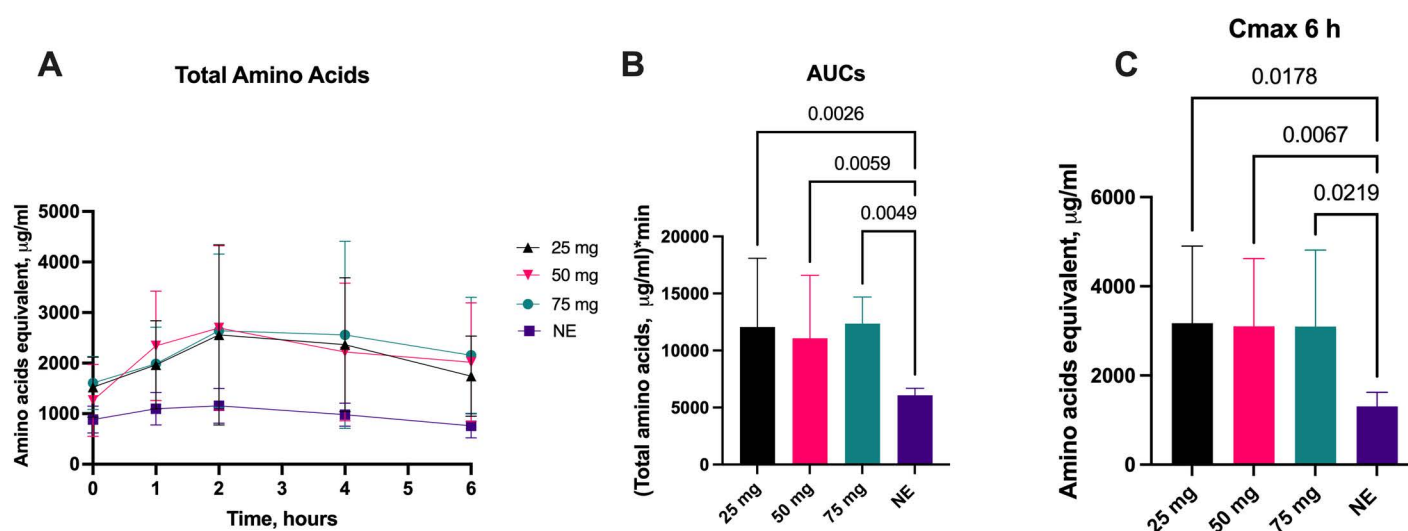 A
Total Amino Acids
Amino acids equivalent, μg/ml
5000
4000
3000
2000
1000
0
0
1
2
3
4
5
6
Time, hours
25 mg
50 mg
75 mg
NE
B
AUCs
0.0026
0.0059
0.0049
(Total amino acids, μg/ml)*min
20000
15000
10000
5000
0
25 mg
50 mg
75 mg
NE
C
Cmax 6 h
0.0178
0.0067
0.0219
Amino acids equivalent, μg/ml
6000
4000
2000
0
25 mg
50 mg
75 mg
NE